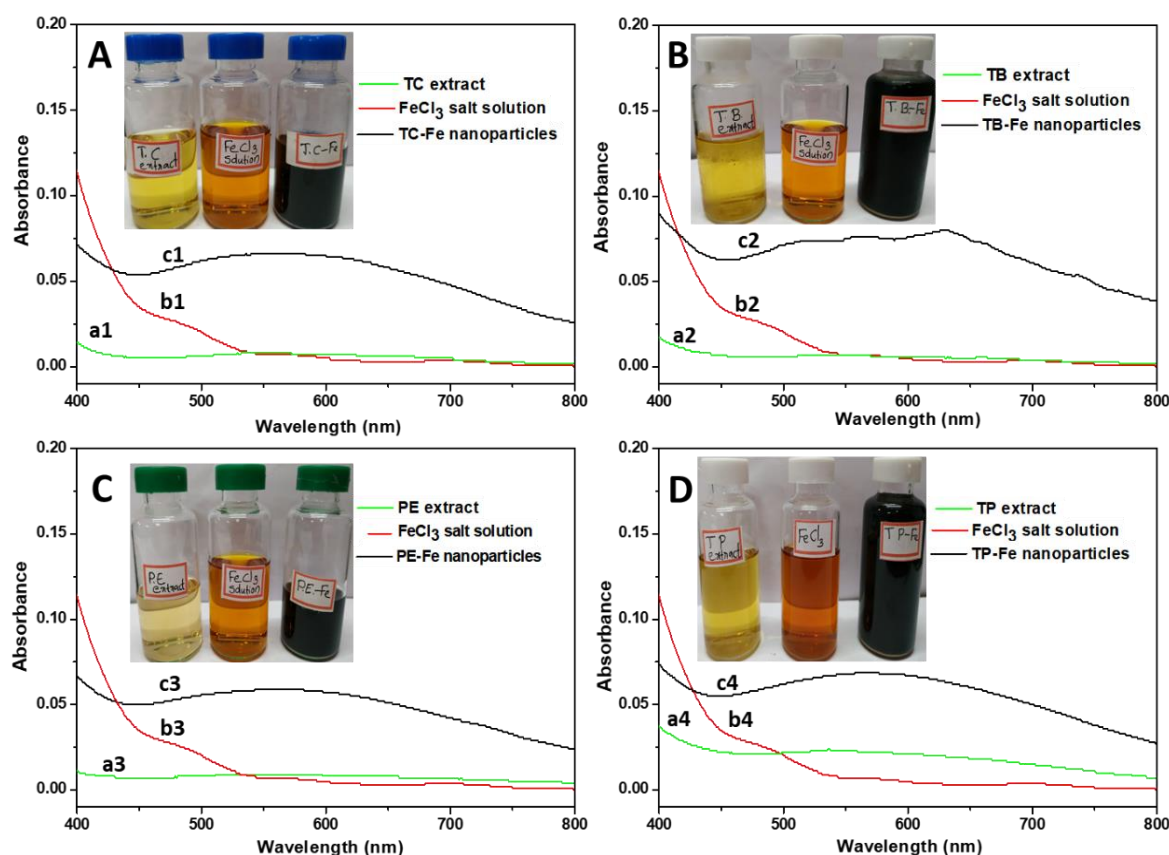 A
TC extract
FeCl₃ salt solution
TC-Fe nanoparticles
T.C
extract
FeCl₃
solution
T.C-Fe
c1
b1
a1
0.20
0.15
0.10
0.05
0.00
Absorbance
400 500 600 700 800
Wavelength (nm)
B
TB extract
FeCl₃ salt solution
TB-Fe nanoparticles
T.B
extract
FeCl₃
solution
T.B-Fe
c2
b2
a2
0.20
0.15
0.10
0.05
0.00
Absorbance
400 500 600 700 800
Wavelength (nm)
C
PE extract
FeCl₃ salt solution
PE-Fe nanoparticles
P.E
extract
FeCl₃
solution
P.E-Fe
c3
b3
a3
0.20
0.15
0.10
0.05
0.00
Absorbance
400 500 600 700 800
Wavelength (nm)
D
TP extract
FeCl₃ salt solution
TP-Fe nanoparticles
TP
extract
FeCl₃
TP-Fe
c4
b4
a4
0.20
0.15
0.10
0.05
0.00
Absorbance
400 500 600 700 800
Wavelength (nm)